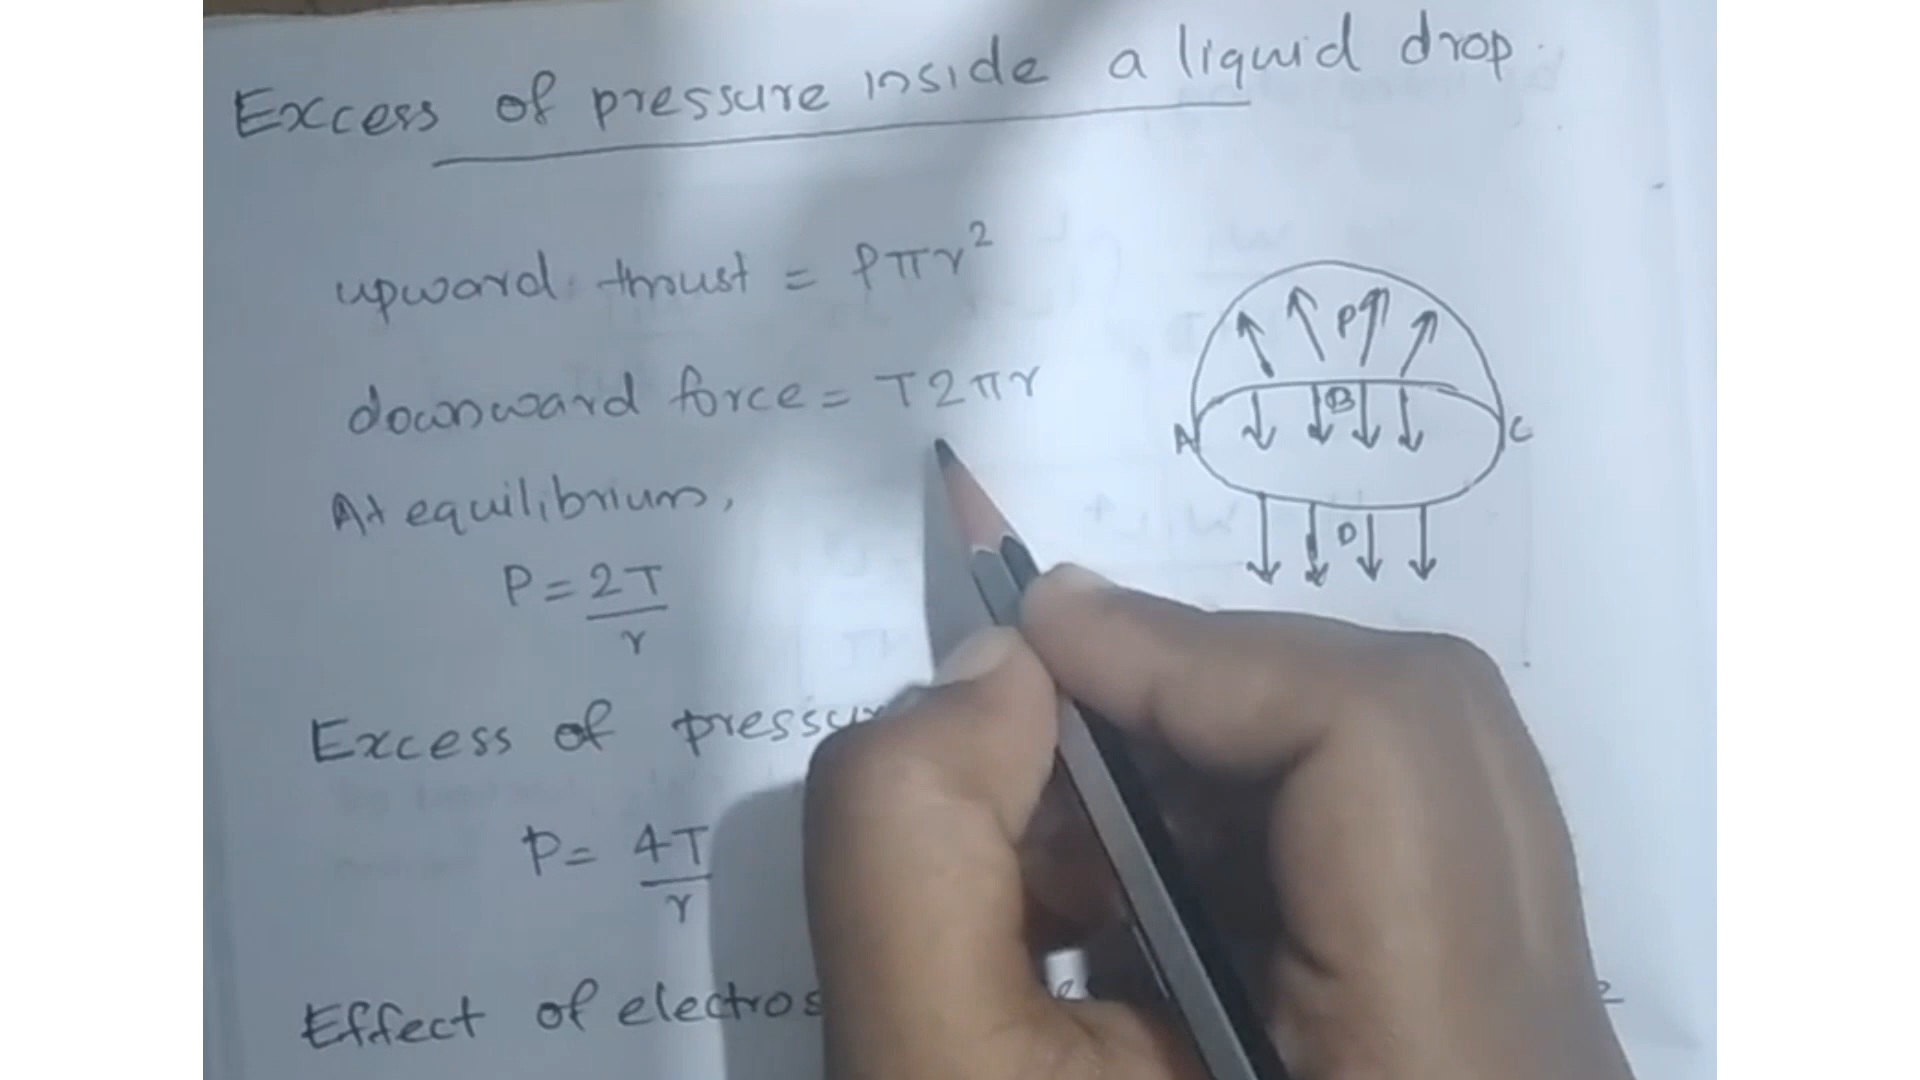 Excess of pressure inside a liquid drop
upward thrust = Pπr²
downward force = T2πr
At equilibrium,
P = 2T
r
Excess of
P = 4T
r
Effect of
P
B
A
C
D